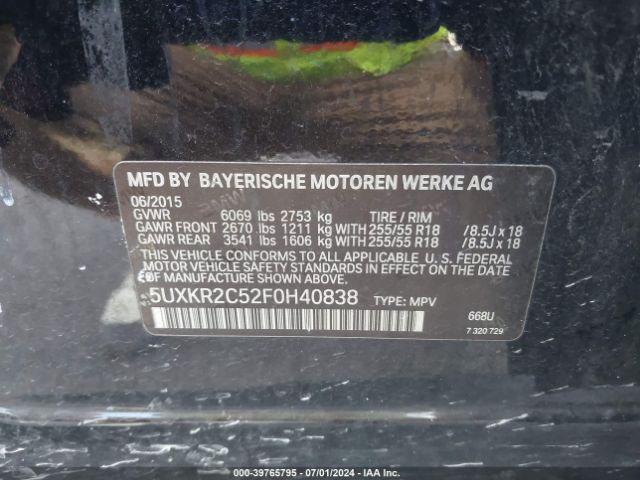 MFD BY BAYERISCHE MOTOREN WERKE AG
06/2015
GVWR 6069 lbs 2753 kg TIRE / RIM
GAWR FRONT 2670 lbs 1211 kg WITH 255/55 R18 /8.5J x 18
GAWR REAR 3541 lbs 1606 kg WITH 255/55 R18 /8.5J x 18
THIS VEHICLE CONFORMS TO ALL APPLICABLE U.S. FEDERAL
MOTOR VEHICLE SAFETY STANDARDS IN EFFECT ON THE DATE
OF MANUFACTURE SHOWN ABOVE.
5UXKR2C52F0H40838 TYPE: MPV
668U
7 320 729
000-39765795 - 07/01/2024 - IAA Inc.